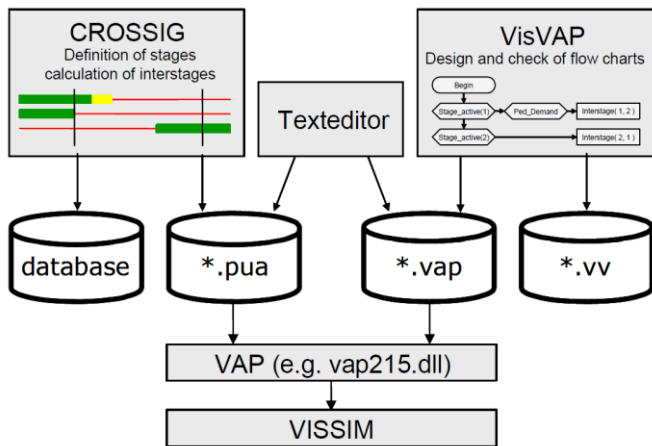 CROSSIG
Definition of stages
calculation of interstages
VisVAP
Design and check of flow charts
Begin
Stage_active(1)
Ped_Demand
Interstage( 1, 2 )
Stage_active(2)
Interstage( 2, 1 )
Texteditor
database
*.pua
*.vap
*.vv
VAP (e.g. vap215.dll)
VISSIM